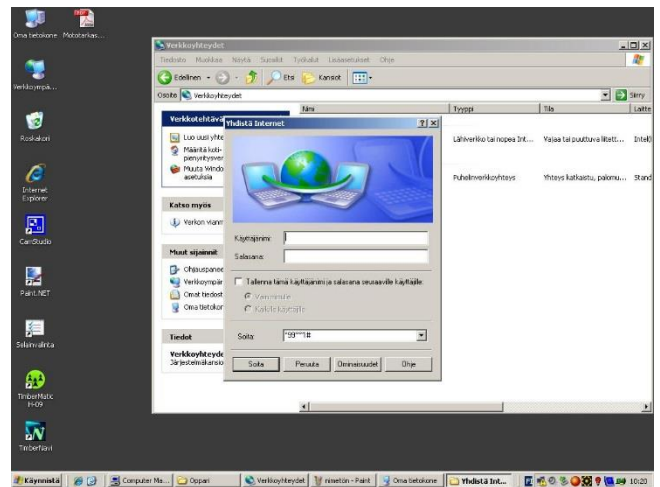 Oma tietokone
Mototarkas...
Verkkoympä...
Roskakori
Internet
Explorer
CamStudio
Paint.NET
Selainvalinta
TimberMatic
H-09
TimberNavi
Verkkoyhteydet
Tiedosto Muokkaa Näytä Suosikit Työkalut Lisäasetukset Ohje
Edellinen Etsi Kansiot
Osoite Verkkoyhteydet Siirry
Nimi Tyyppi Tila Laitte
Lähiverkko tai nopea Int... Vajaa tai puuttuva liitett... Intel(
Puhelinverkkoyhteys Yhteys katkaistu, palomu... Stand
Verkkotehtävä
Luo uusi yhte
Määritä koti-
pienyritysver
Muuta Windo
asetuksia
Katso myös
Verkon vianm
Muut sijainnit
Ohjauspanee
Verkkoympär
Omat tiedost
Oma tietokor
Tiedot
Verkkoyhteyde
Järjestelmäkansio
Yhdistä Internet
Käyttäjänimi:
Salasana:
Tallenna tämä käyttäjänimi ja salasana seuraaville käyttäjille:
Vain minulle
Kaikille käyttäjille
Soita: *99***1#
Soita Peruuta Ominaisuudet Ohje
Käynnistä Computer Ma... Oppari Verkkoyhteydet nimetön - Paint Oma tietokone Yhdistä Int... 10:20